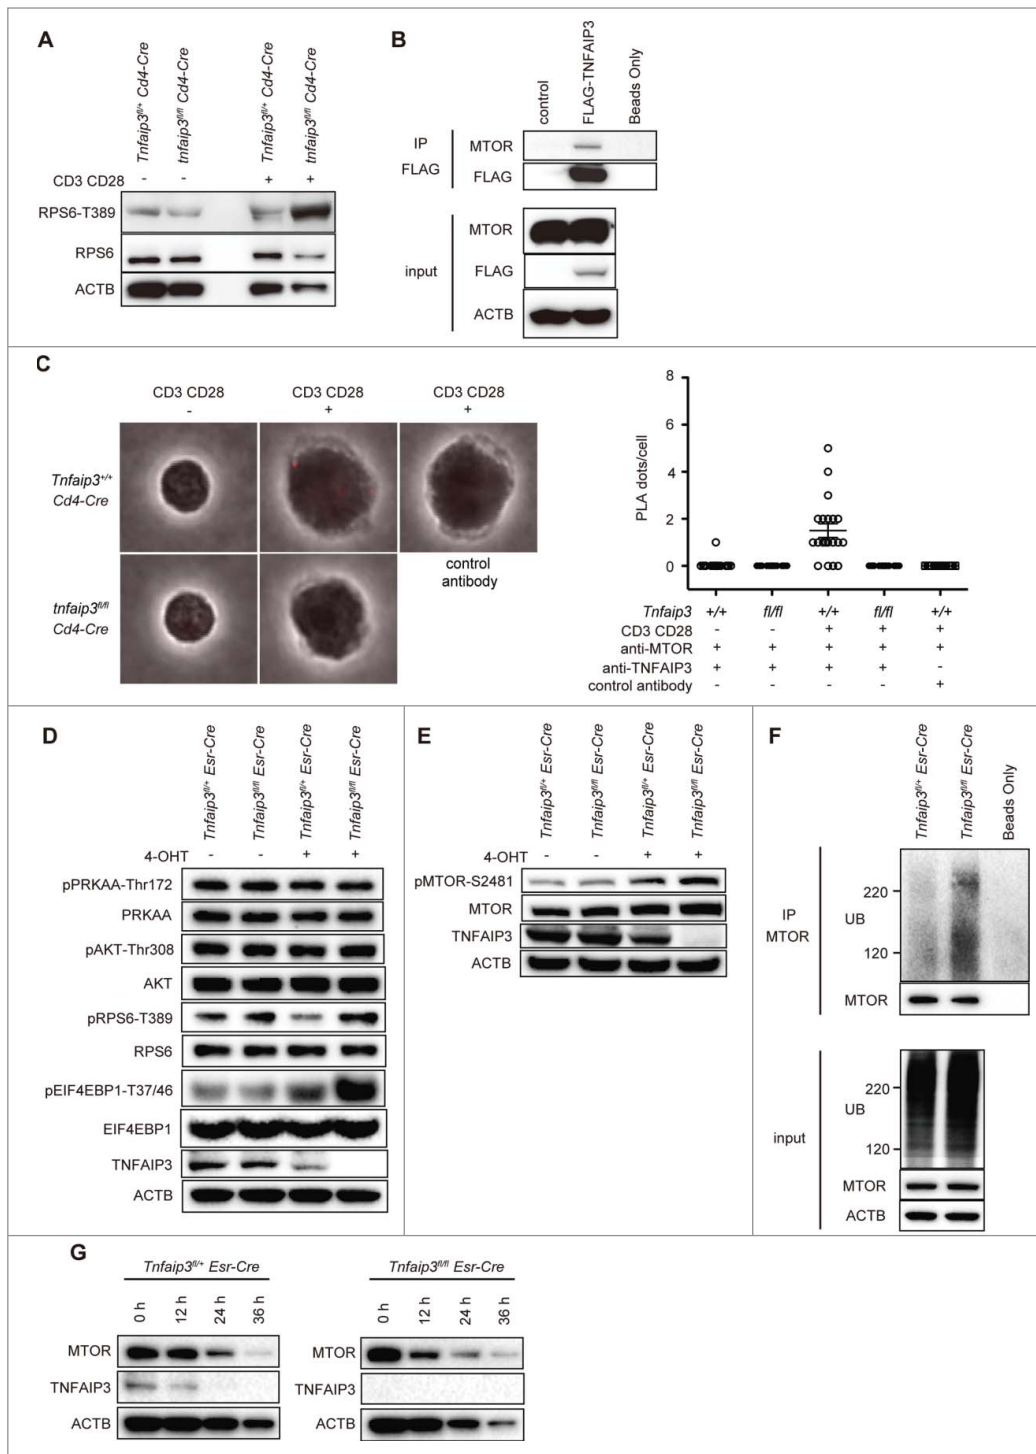 A
Tnfaip3fl/+ Cd4-Cre
tnfaip3fl/fl Cd4-Cre
Tnfaip3fl/+ Cd4-Cre
tnfaip3fl/fl Cd4-Cre
CD3 CD28 - - + +
RPS6-T389
RPS6
ACTB
B
control
FLAG-TNFAIP3
Beads Only
IP
FLAG
MTOR
FLAG
input
MTOR
FLAG
ACTB
C
CD3 CD28
-
CD3 CD28
+
CD3 CD28
+
Tnfaip3+/+
Cd4-Cre
control
antibody
tnfaip3fl/fl
Cd4-Cre
PLA dots/cell
8
6
4
2
0
Tnfaip3 +/+ fl/fl +/+ fl/fl +/+
CD3 CD28 - - + + +
anti-MTOR + + + + +
anti-TNFAIP3 + + + + -
control antibody - - - - +
D
Tnfaip3fl/+ Esr-Cre
Tnfaip3fl/fl Esr-Cre
Tnfaip3fl/+ Esr-Cre
Tnfaip3fl/fl Esr-Cre
4-OHT - - + +
pPRKAA-Thr172
PRKAA
pAKT-Thr308
AKT
pRPS6-T389
RPS6
pEIF4EBP1-T37/46
EIF4EBP1
TNFAIP3
ACTB
E
Tnfaip3fl/+ Esr-Cre
Tnfaip3fl/fl Esr-Cre
Tnfaip3fl/+ Esr-Cre
Tnfaip3fl/fl Esr-Cre
4-OHT - - + +
pMTOR-S2481
MTOR
TNFAIP3
ACTB
F
Tnfaip3fl/+ Esr-Cre
Tnfaip3fl/fl Esr-Cre
Beads Only
IP
MTOR
220
UB
120
MTOR
input
220
UB
120
MTOR
ACTB
G
Tnfaip3fl/+ Esr-Cre
0 h 12 h 24 h 36 h
MTOR
TNFAIP3
ACTB
Tnfaip3fl/fl Esr-Cre
0 h 12 h 24 h 36 h
MTOR
TNFAIP3
ACTB